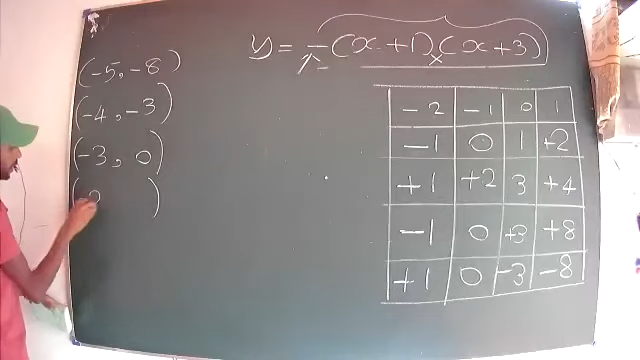 y = -(x+1)(x+3)
(-5, -8)
(-4, -3)
(-3, 0)
(-2 )
-2 -1 0 1
-1 0 1 +2
+1 +2 3 +4
-1 0 +3 +8
+1 0 -3 -8